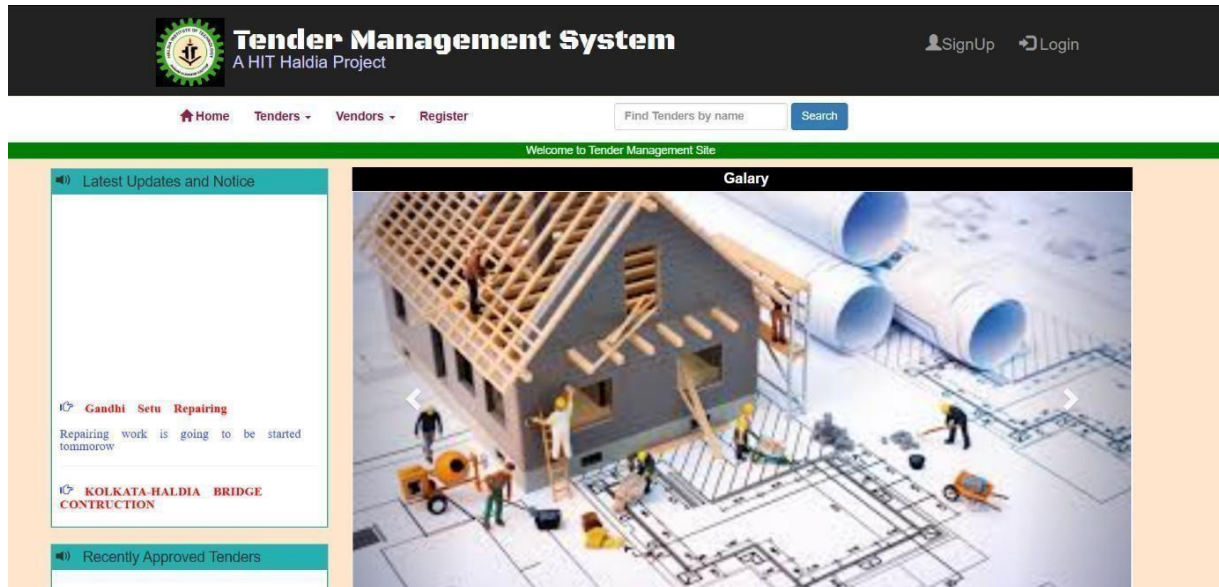 Tender Management System
A HIT Haldia Project
SignUp
Login
Home
Tenders
Vendors
Register
Find Tenders by name
Search
Welcome to Tender Management Site
Latest Updates and Notice
Gandhi Setu Repairing
Repairing work is going to be started
tommorow
KOLKATA-HALDIA BRIDGE
CONTRUCTION
Recently Approved Tenders
Galary